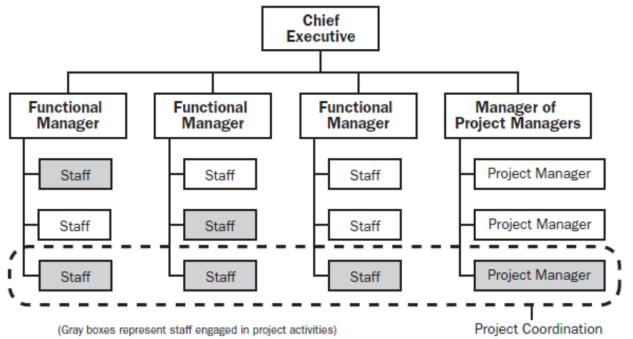 Chief
Executive
Functional
Manager
Functional
Manager
Functional
Manager
Manager of
Project Managers
Staff
Staff
Staff
Project Manager
Staff
Staff
Staff
Project Manager
Staff
Staff
Staff
Project Manager
(Gray boxes represent staff engaged in project activities)
Project Coordination